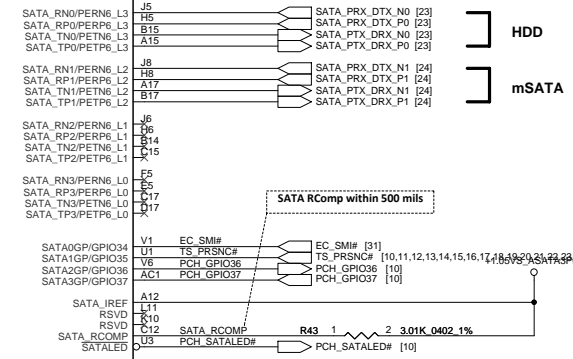 SATA_RN0/PERN6_L3 J5 SATA_PRX_DTX_N0 [23]
SATA_RP0/PERP6_L3 H5 SATA_PRX_DTX_P0 [23]
SATA_TN0/PETN6_L3 B15 SATA_PTX_DRX_N0 [23]
SATA_TP0/PETP6_L3 A15 SATA_PTX_DRX_P0 [23]
HDD
SATA_RN1/PERN6_L2 J8 SATA_PRX_DTX_N1 [24]
SATA_RP1/PERP6_L2 H8 SATA_PRX_DTX_P1 [24]
SATA_TN1/PETN6_L2 A17 SATA_PTX_DRX_N1 [24]
SATA_TP1/PETP6_L2 B17 SATA_PTX_DRX_P1 [24]
mSATA
SATA_RN2/PERN6_L1 J6
SATA_RP2/PERP6_L1 H6
SATA_TN2/PETN6_L1 B14
SATA_TP2/PETP6_L1 C15
SATA_RN3/PERN6_L0 F5
SATA_RP3/PERP6_L0 E5
SATA_TN3/PETN6_L0 C17
SATA_TP3/PETP6_L0 D17
SATA RComp within 500 mils
SATA0GP/GPIO34 V1 EC_SMI# EC_SMI# [31]
SATA1GP/GPIO35 U1 TS_PRSNC# TS_PRSNC# [10,11,12,13,14,15,16,17,18,19,20,21,22,23
SATA2GP/GPIO36 V6 PCH_GPIO36 PCH_GPIO36 [10]
SATA3GP/GPIO37 AC1 PCH_GPIO37 PCH_GPIO37 [10]
+1.05VS_ASATA3P
SATA_IREF A12
RSVD L11
RSVD K10
SATA_RCOMP C12 SATA_RCOMP R43 1 2 3.01K_0402_1%
SATALED U3 PCH_SATALED# PCH_SATALED# [10]